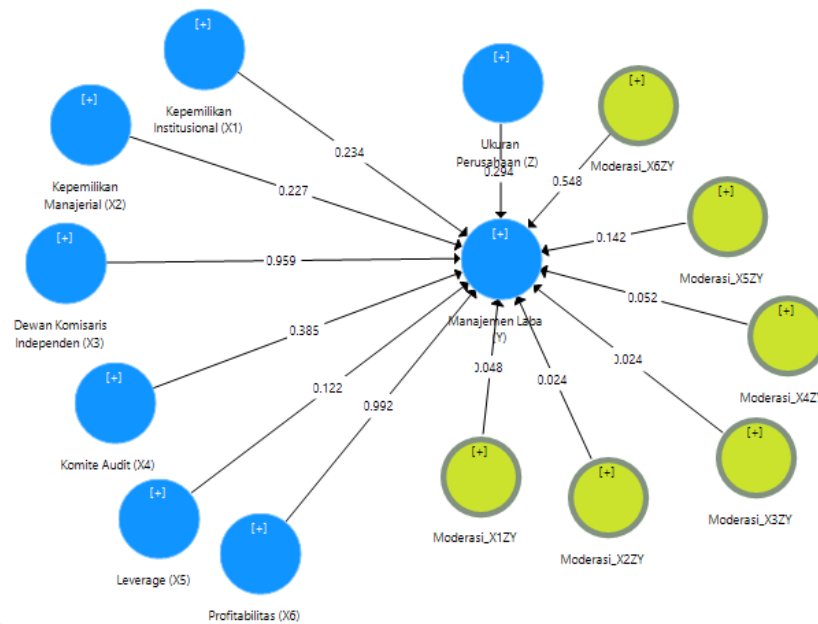 [+]
Kepemilikan
Institusional (X1)
[+]
Kepemilikan
Manajerial (X2)
[+]
Dewan Komisaris
Independen (X3)
[+]
Komite Audit (X4)
[+]
Leverage (X5)
[+]
Profitabilitas (X6)
[+]
Ukuran
Perusahaan (Z)
[+]
Moderasi_X6ZY
[+]
Moderasi_X5ZY
[+]
Moderasi_X4ZY
[+]
Moderasi_X3ZY
[+]
Moderasi_X2ZY
[+]
Moderasi_X1ZY
[+]
Manajemen Laba
(Y)
0.234
0.227
0.959
0.385
0.122
0.992
0.294
0.548
0.142
0.052
0.024
0.024
0.048